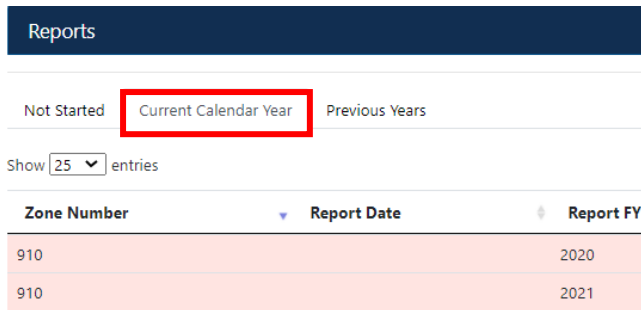 Reports
Not Started Current Calendar Year Previous Years
Show 25 entries
Zone Number Report Date Report FY
910 2020
910 2021